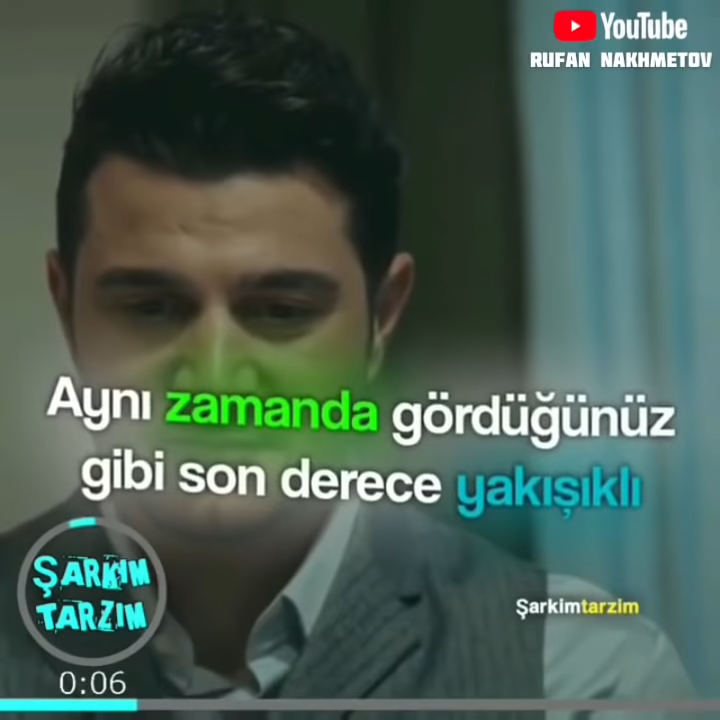 YouTube
RUFAN NAKHMETOV
Aynı zamanda gördüğünüz
gibi son derece yakışıklı
ŞARKIM
TARZIM
Şarkimtarzim
0:06